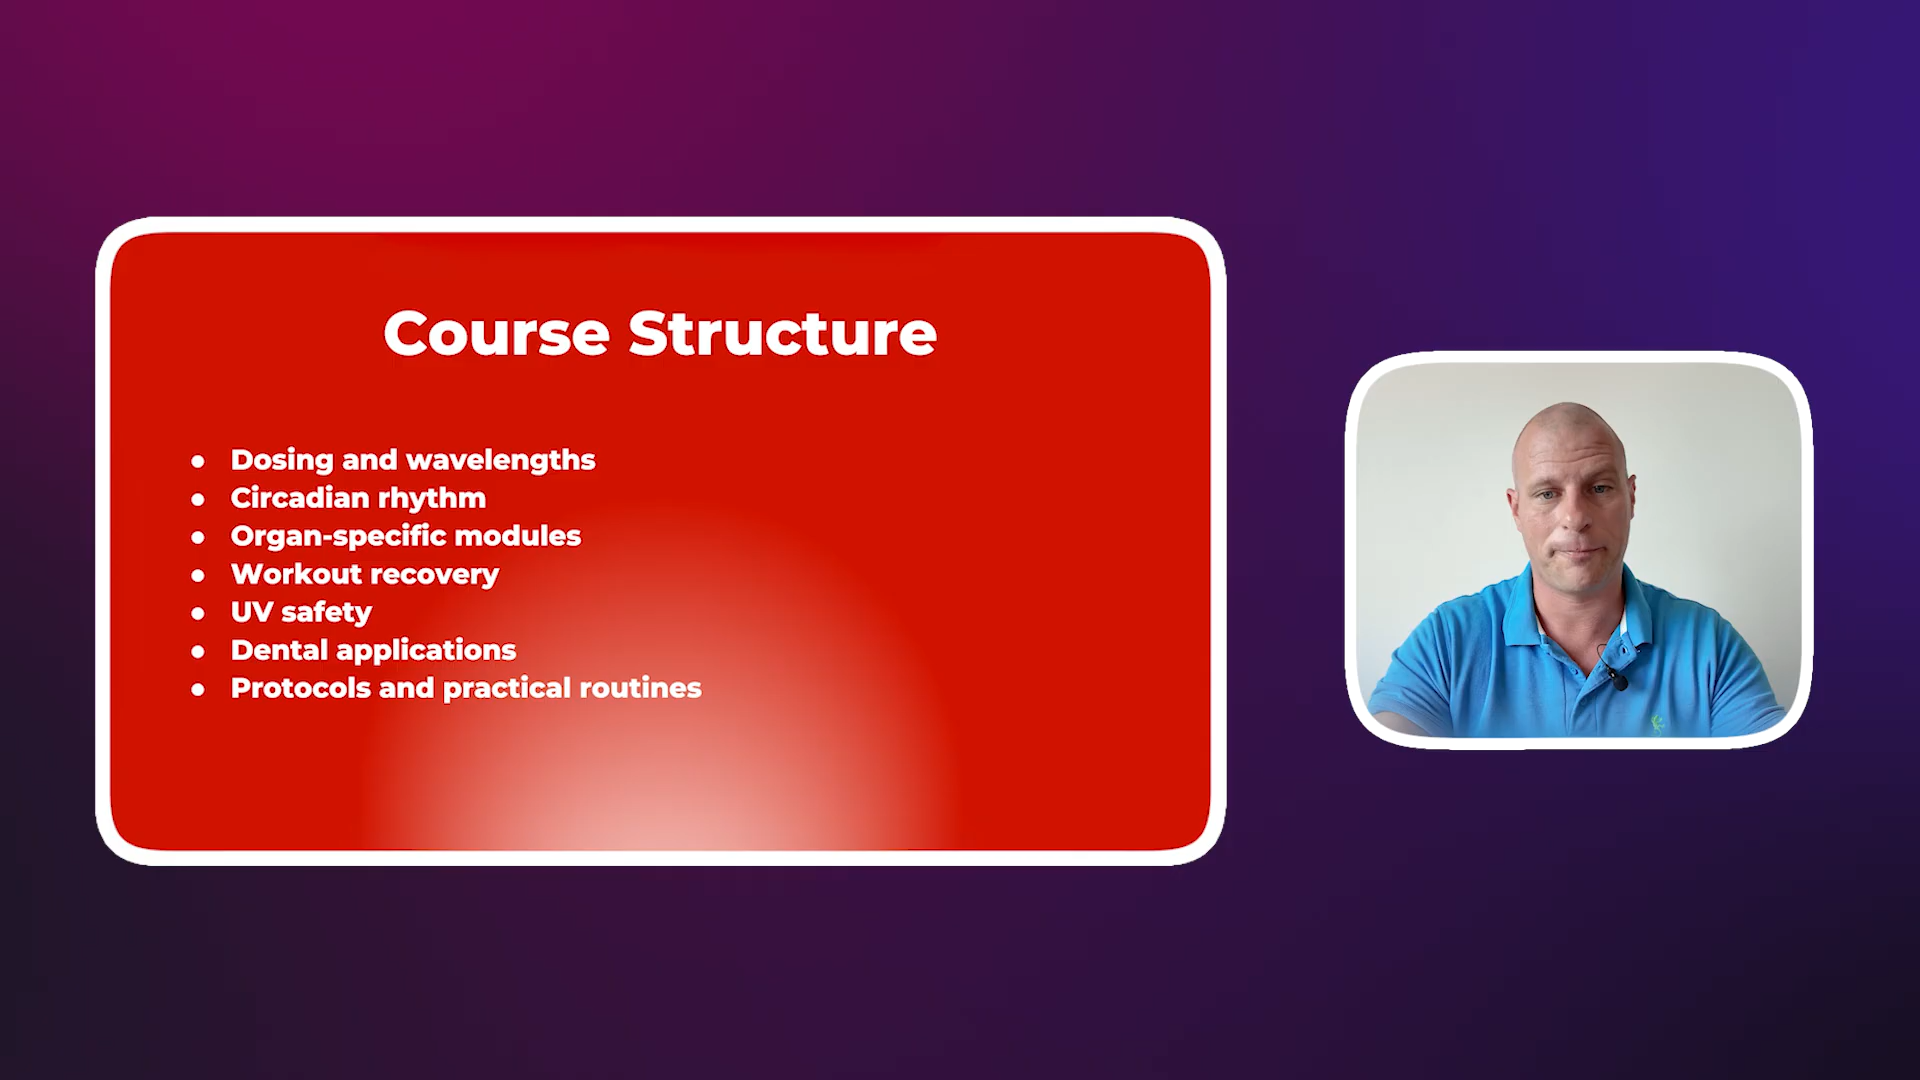 Course Structure
● Dosing and wavelengths
● Circadian rhythm
● Organ-specific modules
● Workout recovery
● UV safety
● Dental applications
● Protocols and practical routines